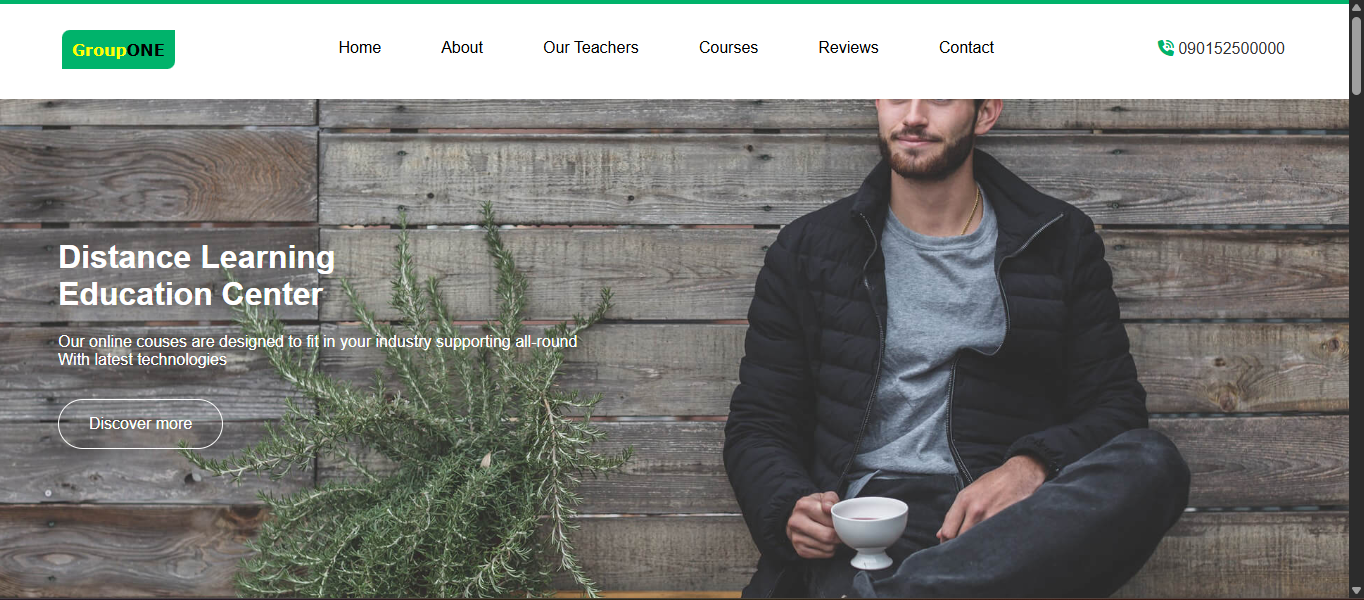 GroupONE
Home About Our Teachers Courses Reviews Contact
090152500000
Distance Learning
Education Center
Our online couses are designed to fit in your industry supporting all-round
With latest technologies
Discover more